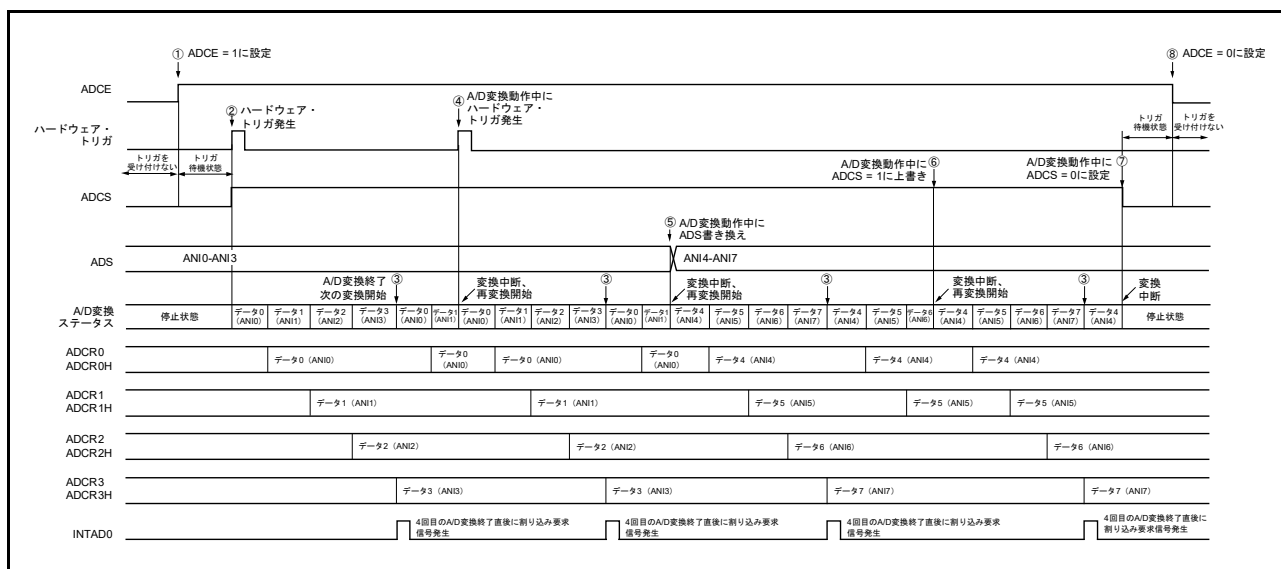 ① ADCE = 1に設定
⑧ ADCE = 0に設定
ADCE
② ハードウェア・
トリガ発生
④ A/D変換動作中に
ハードウェア・
トリガ発生
ハードウェア・
トリガ
トリガを
受け付けない
トリガ
待機状態
トリガ
待機状態
トリガを
受け付けない
A/D変換動作中に ⑥
ADCS = 1に上書き
A/D変換動作中に ⑦
ADCS = 0に設定
ADCS
⑤ A/D変換動作中に
ADS書き換え
ADS
ANI0-ANI3
ANI4-ANI7
A/D変換終了 ③
次の変換開始
変換中断、
再変換開始
③
変換中断、
再変換開始
③
変換中断、
再変換開始
③
変換
中断
A/D変換
ステータス
停止状態
データ0
(ANI0)
データ1
(ANI1)
データ2
(ANI2)
データ3
(ANI3)
データ0
(ANI0)
データ1
(ANI1)
データ0
(ANI0)
データ1
(ANI1)
データ2
(ANI2)
データ3
(ANI3)
データ0
(ANI0)
データ1
(ANI1)
データ4
(ANI4)
データ5
(ANI5)
データ6
(ANI6)
データ7
(ANI7)
データ4
(ANI4)
データ5
(ANI5)
データ6
(ANI6)
データ4
(ANI4)
データ5
(ANI5)
データ6
(ANI6)
データ7
(ANI7)
データ4
(ANI4)
停止状態
ADCR0
ADCR0H
データ0（ANI0）
データ0
(ANI0)
データ0（ANI0）
データ0
(ANI0)
データ4（ANI4）
データ4（ANI4）
データ4（ANI4）
ADCR1
ADCR1H
データ1（ANI1）
データ1（ANI1）
データ5（ANI5）
データ5（ANI5）
データ5（ANI5）
ADCR2
ADCR2H
データ2（ANI2）
データ2（ANI2）
データ6（ANI6）
データ6（ANI6）
ADCR3
ADCR3H
データ3（ANI3）
データ3（ANI3）
データ7（ANI7）
データ7（ANI7）
INTAD0
4回目のA/D変換終了直後に割り込み要求
信号発生
4回目のA/D変換終了直後に割り込み要求
信号発生
4回目のA/D変換終了直後に割り込み要求
信号発生
4回目のA/D変換終了直後に
割り込み要求信号発生